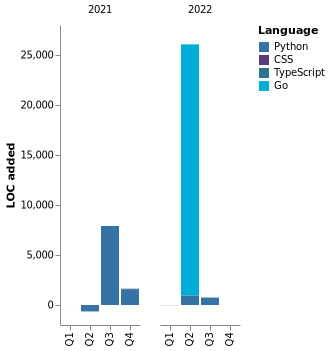 2021
2022
Language
Python
CSS
TypeScript
Go
LOC added
25,000
20,000
15,000
10,000
5,000
0
Q1 Q2 Q3 Q4
Q1 Q2 Q3 Q4